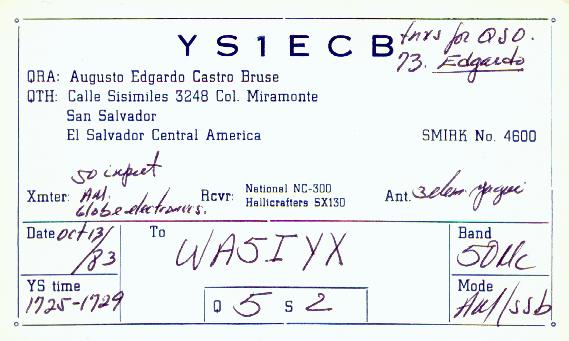 YS1ECB
tnxs for QSO.
73. Edgardo
QRA: Augusto Edgardo Castro Bruse
QTH: Calle Sisimiles 3248 Col. Miramonte
San Salvador
El Salvador Central America
SMIRK No. 4600
50 input
Xmter: AM.
Globe electronics.
Rcvr: National NC-300
Hallicrafters SX130
Ant. 3 elem. yagui
Date Oct 13/
/83
To WA5IYX
Band
50Mc
YS time
1725-1729
Q 5 S 2
Mode
AM/ssb